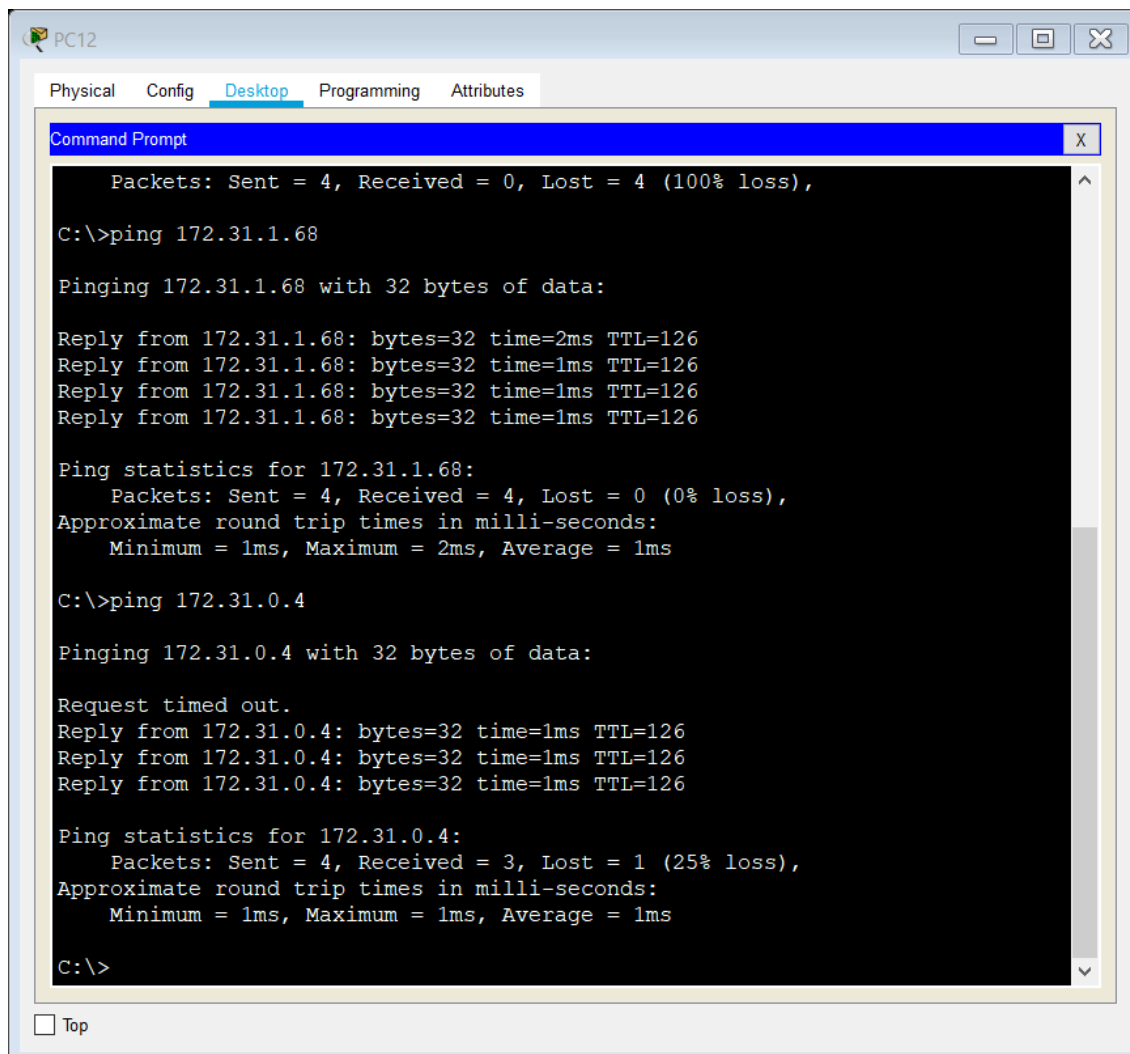 PC12
Physical Config Desktop Programming Attributes
Command Prompt X
Packets: Sent = 4, Received = 0, Lost = 4 (100% loss),
C:\>ping 172.31.1.68
Pinging 172.31.1.68 with 32 bytes of data:
Reply from 172.31.1.68: bytes=32 time=2ms TTL=126
Reply from 172.31.1.68: bytes=32 time=1ms TTL=126
Reply from 172.31.1.68: bytes=32 time=1ms TTL=126
Reply from 172.31.1.68: bytes=32 time=1ms TTL=126
Ping statistics for 172.31.1.68:
Packets: Sent = 4, Received = 4, Lost = 0 (0% loss),
Approximate round trip times in milli-seconds:
Minimum = 1ms, Maximum = 2ms, Average = 1ms
C:\>ping 172.31.0.4
Pinging 172.31.0.4 with 32 bytes of data:
Request timed out.
Reply from 172.31.0.4: bytes=32 time=1ms TTL=126
Reply from 172.31.0.4: bytes=32 time=1ms TTL=126
Reply from 172.31.0.4: bytes=32 time=1ms TTL=126
Ping statistics for 172.31.0.4:
Packets: Sent = 4, Received = 3, Lost = 1 (25% loss),
Approximate round trip times in milli-seconds:
Minimum = 1ms, Maximum = 1ms, Average = 1ms
C:\>
Top